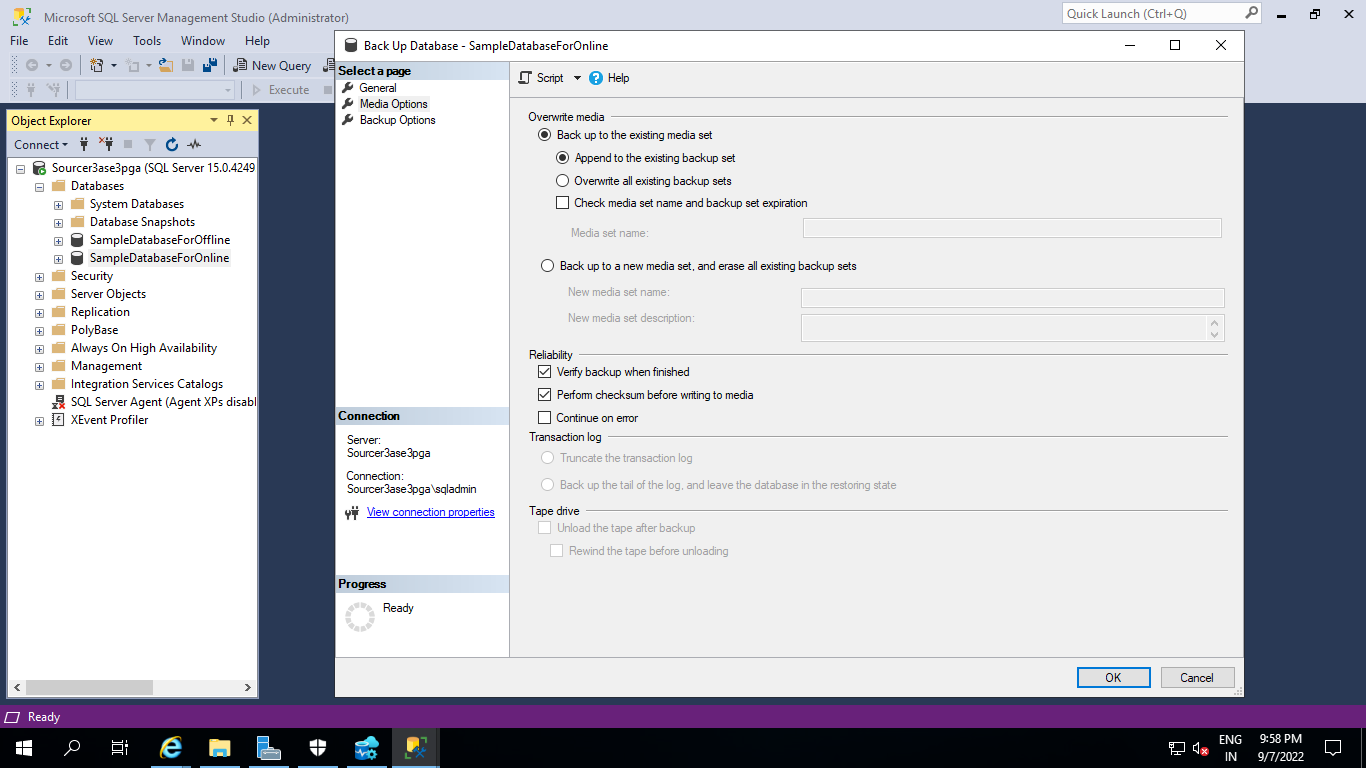 Microsoft SQL Server Management Studio (Administrator)
Quick Launch (Ctrl+Q)
File Edit View Tools Window Help
New Query
Execute
Object Explorer
Connect
Sourcer3ase3pga (SQL Server 15.0.4249
Databases
System Databases
Database Snapshots
SampleDatabaseForOffline
SampleDatabaseForOnline
Security
Server Objects
Replication
PolyBase
Always On High Availability
Management
Integration Services Catalogs
SQL Server Agent (Agent XPs disabl
XEvent Profiler
Back Up Database - SampleDatabaseForOnline
Select a page
General
Media Options
Backup Options
Connection
Server:
Sourcer3ase3pga
Connection:
Sourcer3ase3pga\sqladmin
View connection properties
Progress
Ready
Script Help
Overwrite media
Back up to the existing media set
Append to the existing backup set
Overwrite all existing backup sets
Check media set name and backup set expiration
Media set name:
Back up to a new media set, and erase all existing backup sets
New media set name:
New media set description:
Reliability
Verify backup when finished
Perform checksum before writing to media
Continue on error
Transaction log
Truncate the transaction log
Back up the tail of the log, and leave the database in the restoring state
Tape drive
Unload the tape after backup
Rewind the tape before unloading
OK Cancel
Ready
ENG
IN
9:58 PM
9/7/2022